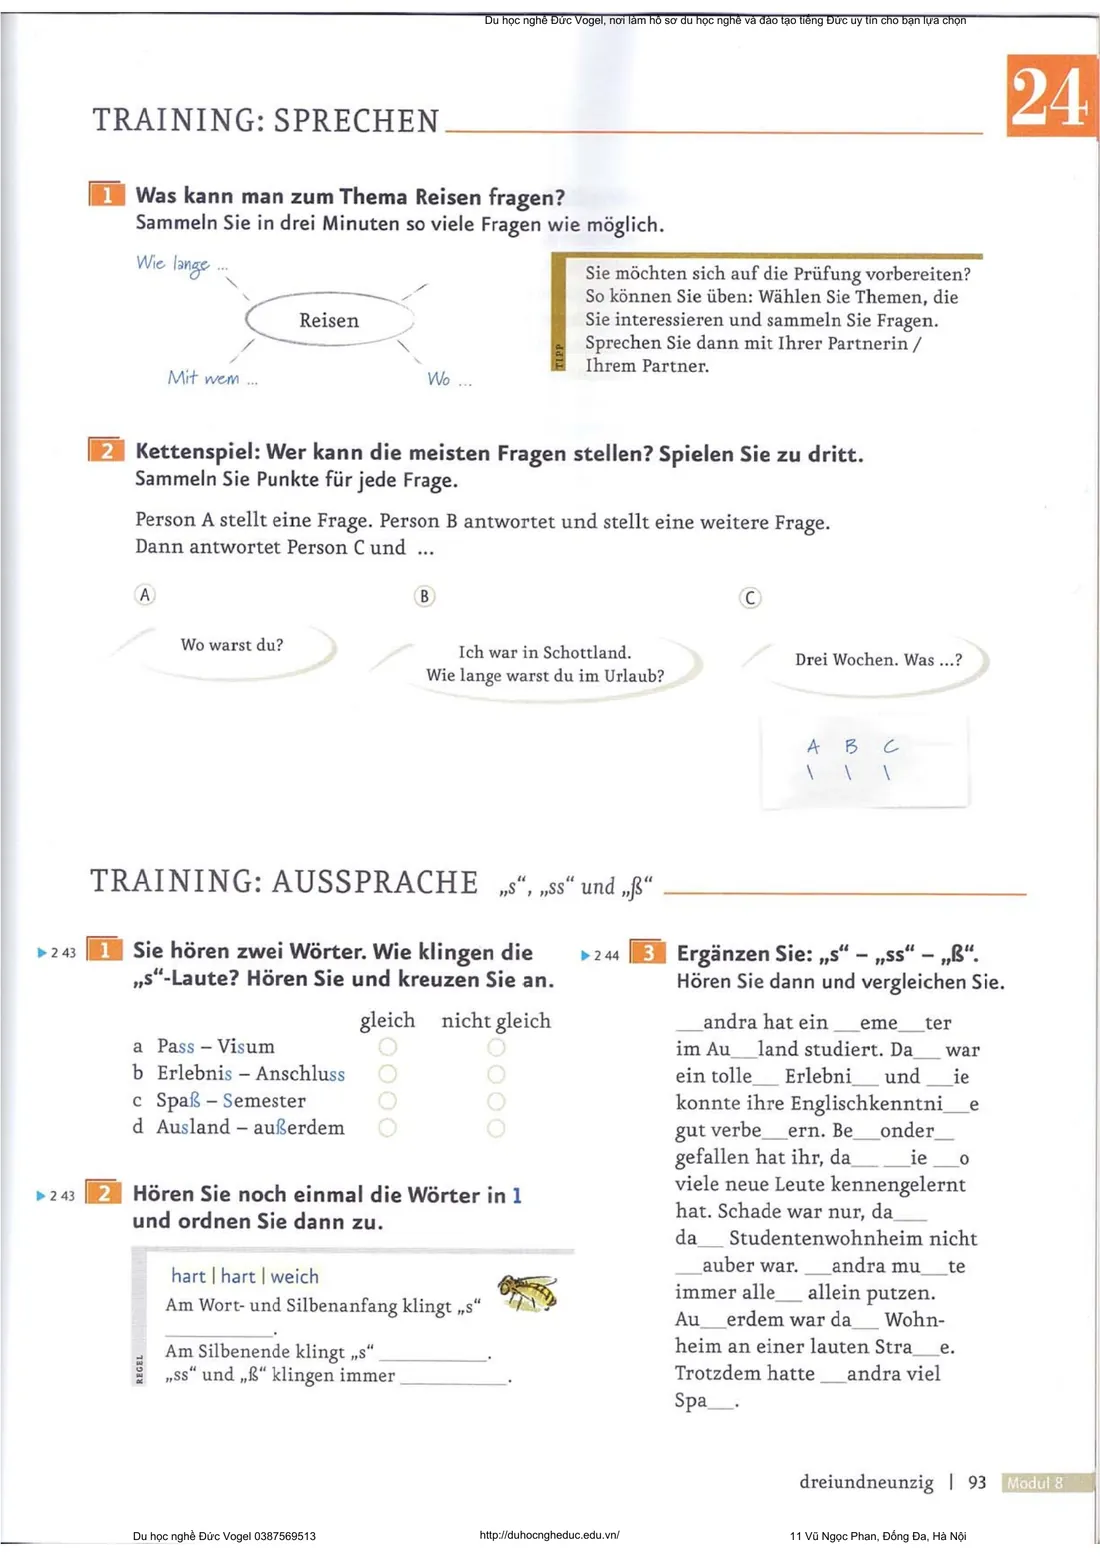 Du học nghề Đức Vogel, nơi làm hồ sơ du học nghề và đào tạo tiếng Đức uy tín cho bạn lựa chọn
24
TRAINING: SPRECHEN
1 Was kann man zum Thema Reisen fragen?
Sammeln Sie in drei Minuten so viele Fragen wie möglich.
Wie lange ...
Reisen
Mit wem ...
Wo ...
TIPP
Sie möchten sich auf die Prüfung vorbereiten?
So können Sie üben: Wählen Sie Themen, die
Sie interessieren und sammeln Sie Fragen.
Sprechen Sie dann mit Ihrer Partnerin /
Ihrem Partner.
2 Kettenspiel: Wer kann die meisten Fragen stellen? Spielen Sie zu dritt.
Sammeln Sie Punkte für jede Frage.
Person A stellt eine Frage. Person B antwortet und stellt eine weitere Frage.
Dann antwortet Person C und ...
A
Wo warst du?
B
Ich war in Schottland.
Wie lange warst du im Urlaub?
C
Drei Wochen. Was ...?
A B C
\ \ \
TRAINING: AUSSPRACHE „s“, „ss“ und „ß“
2 43 1 Sie hören zwei Wörter. Wie klingen die
„s“-Laute? Hören Sie und kreuzen Sie an.
gleich nicht gleich
a Pass – Visum
b Erlebnis – Anschluss
c Spaß – Semester
d Ausland – außerdem
2 43 2 Hören Sie noch einmal die Wörter in 1
und ordnen Sie dann zu.
REGEL
hart | hart | weich
Am Wort- und Silbenanfang klingt „s“
__________.
Am Silbenende klingt „s“ __________.
„ss“ und „ß“ klingen immer __________.
2 44 3 Ergänzen Sie: „s“ – „ss“ – „ß“.
Hören Sie dann und vergleichen Sie.
__andra hat ein __eme__ter
im Au__land studiert. Da__ war
ein tolle__ Erlebni__ und __ie
konnte ihre Englischkenntni__e
gut verbe__ern. Be__onder__
gefallen hat ihr, da__ __ie __o
viele neue Leute kennengelernt
hat. Schade war nur, da__
da__ Studentenwohnheim nicht
__auber war. __andra mu__te
immer alle__ allein putzen.
Au__erdem war da__ Wohn-
heim an einer lauten Stra__e.
Trotzdem hatte __andra viel
Spa__.
dreiundneunzig | 93 Modul 8
Du học nghề Đức Vogel 0387569513 http://duhocngheduc.edu.vn/ 11 Vũ Ngọc Phan, Đống Đa, Hà Nội